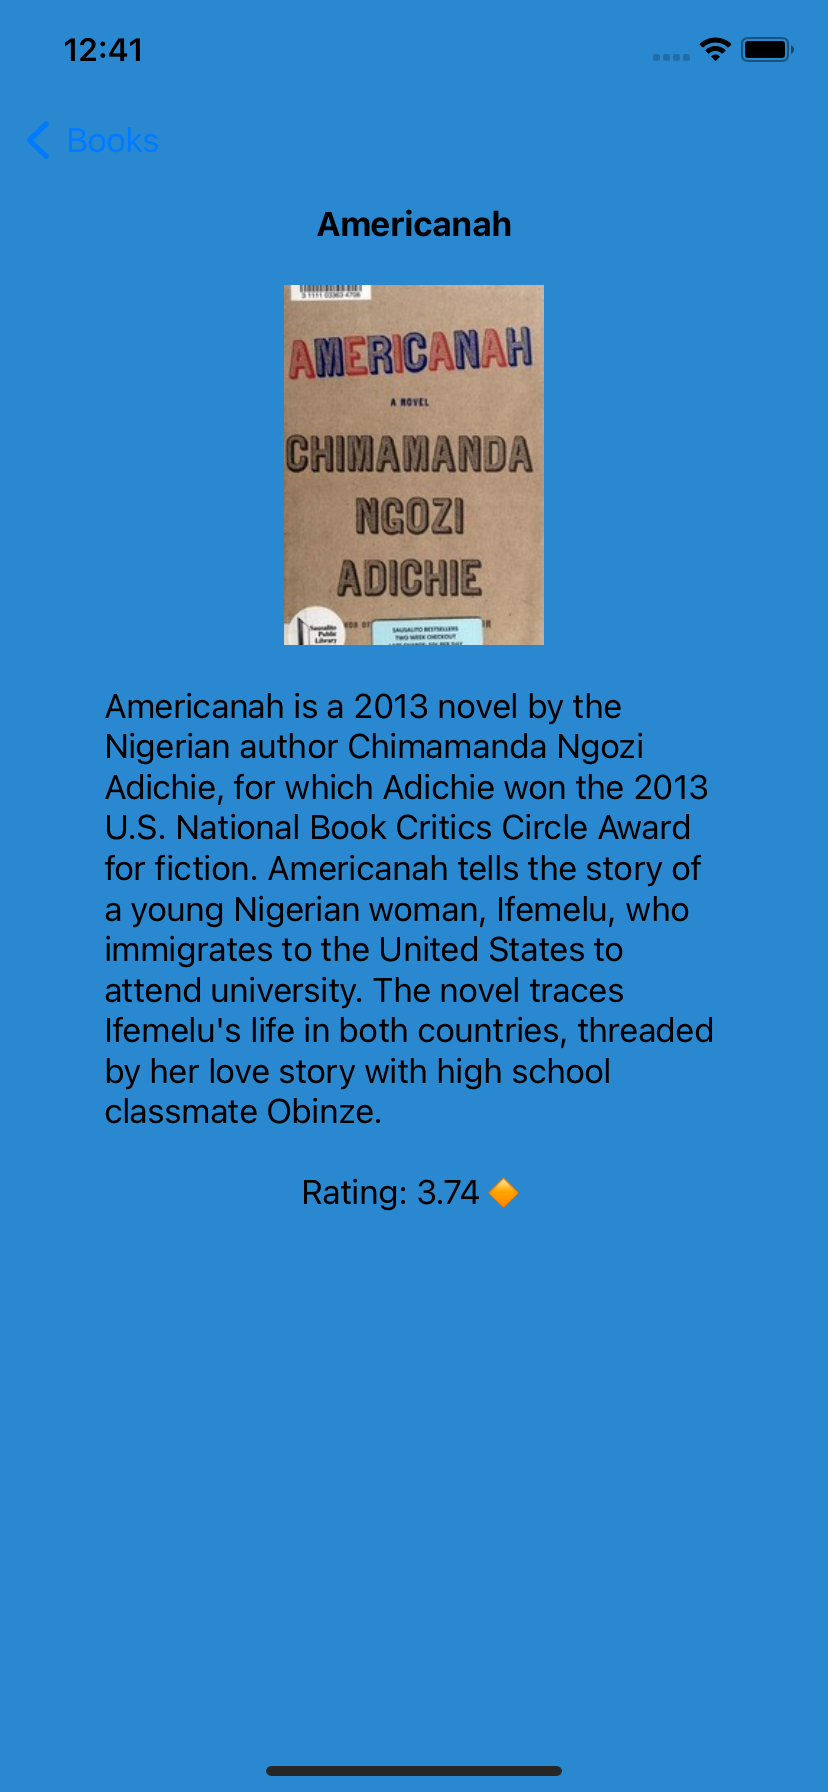 12:41
Books
Americanah
3 1111 03363 4708
AMERICANAH
A NOVEL
CHIMAMANDA
NGOZI
ADICHIE
Sausalito
Public
Library
SAUSALITO BESTSELLERS
TWO WEEK CHECKOUT
Americanah is a 2013 novel by the
Nigerian author Chimamanda Ngozi
Adichie, for which Adichie won the 2013
U.S. National Book Critics Circle Award
for fiction. Americanah tells the story of
a young Nigerian woman, Ifemelu, who
immigrates to the United States to
attend university. The novel traces
Ifemelu's life in both countries, threaded
by her love story with high school
classmate Obinze.
Rating: 3.74 🔶